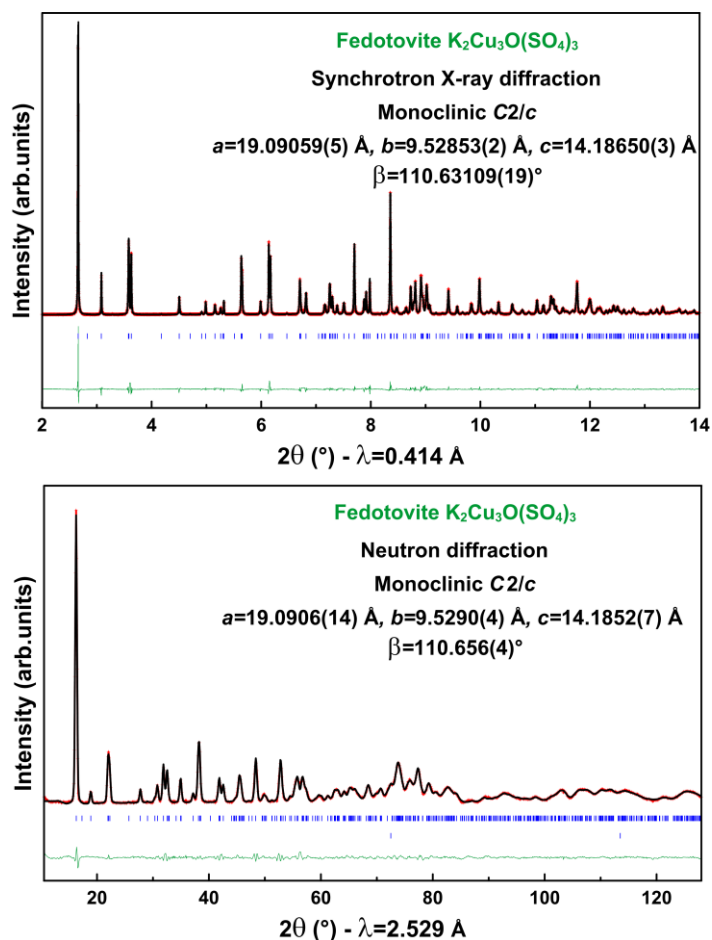 Fedotovite K₂Cu₃O(SO₄)₃
Synchrotron X-ray diffraction
Monoclinic C2/c
a=19.09059(5) Å, b=9.52853(2) Å, c=14.18650(3) Å
β=110.63109(19)°
Intensity (arb.units)
2 4 6 8 10 12 14
2θ (°) - λ=0.414 Å
Fedotovite K₂Cu₃O(SO₄)₃
Neutron diffraction
Monoclinic C2/c
a=19.0906(14) Å, b=9.5290(4) Å, c=14.1852(7) Å
β=110.656(4)°
Intensity (arb.units)
20 40 60 80 100 120
2θ (°) - λ=2.529 Å